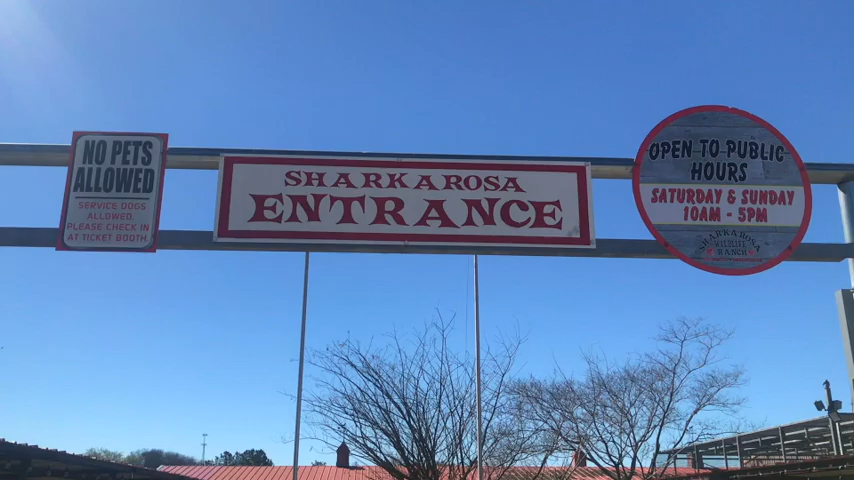 NO PETS
ALLOWED
SERVICE DOGS
ALLOWED.
PLEASE CHECK IN
AT TICKET BOOTH.
SHARKAROSA
ENTRANCE
OPEN TO PUBLIC
HOURS
SATURDAY & SUNDAY
10AM - 5PM
SHARKAROSA
WILDLIFE
RANCH